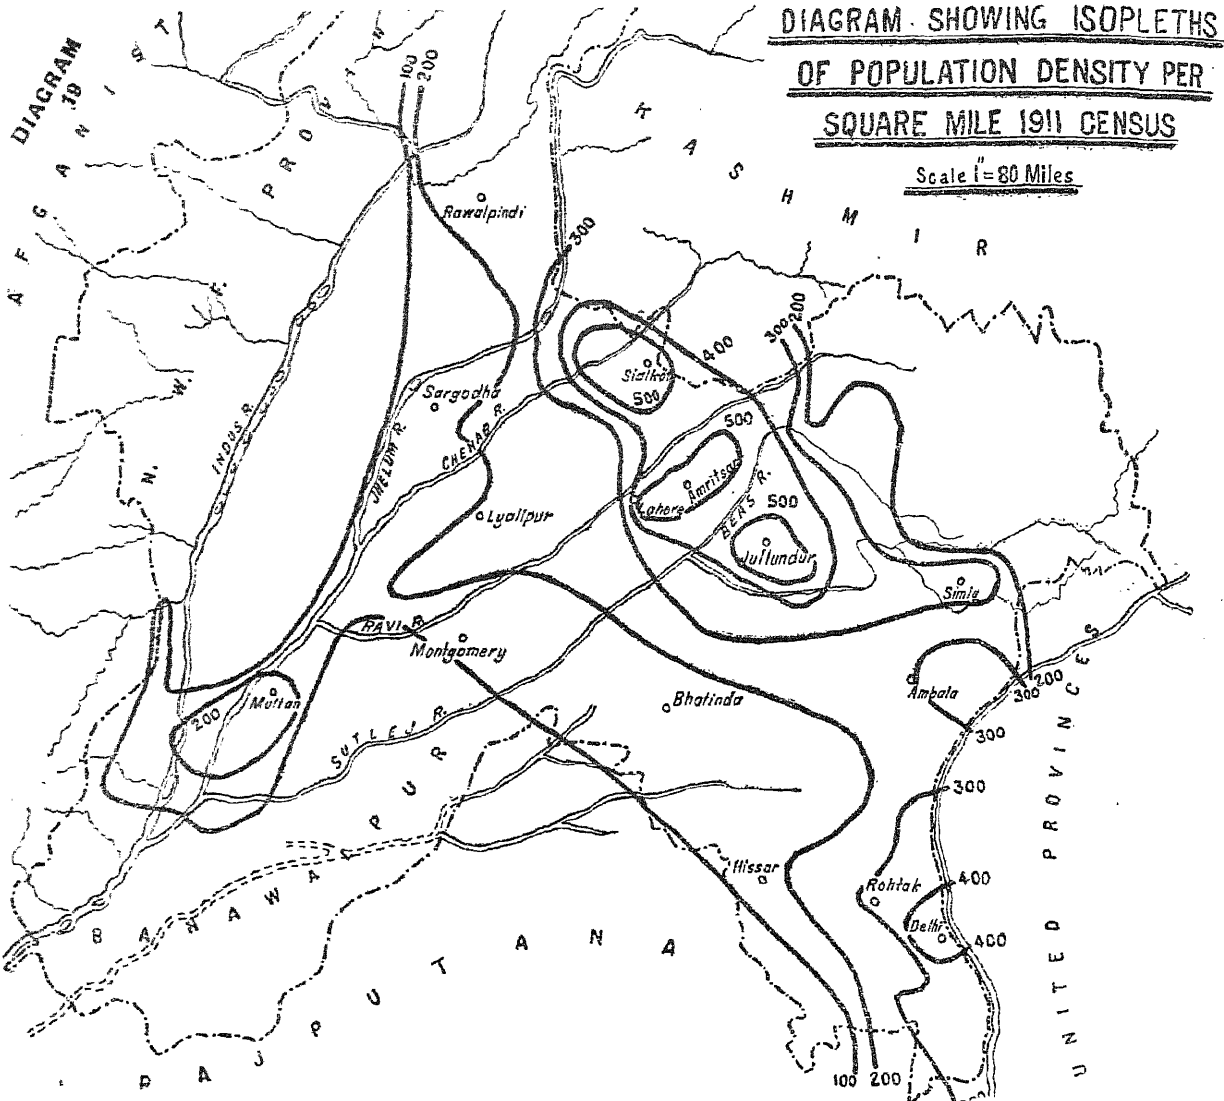 DIAGRAM SHOWING ISOPLETHS
OF POPULATION DENSITY PER
SQUARE MILE 1911 CENSUS
Scale 1"=80 Miles
DIAGRAM
19
AFGANIST
N. W. F. PROV
KASHMIR
100
200
Rawalpindi
300
400
300
200
Sialkot
500
Sargodha
INDUS R.
JHELUM R.
CHENAB R.
500
Amritsar
Lahore
BEAS R.
500
Jullundur
Lyallpur
Simla
RAVI R.
Montgomery
Multan
200
Bhatinda
Ambala
200
300
300
SUTLEJ R.
300
Hissar
Rohtak
400
Delhi
400
BAHAWALPUR
RAJPUTANA
UNITED PROVINCES
100
200